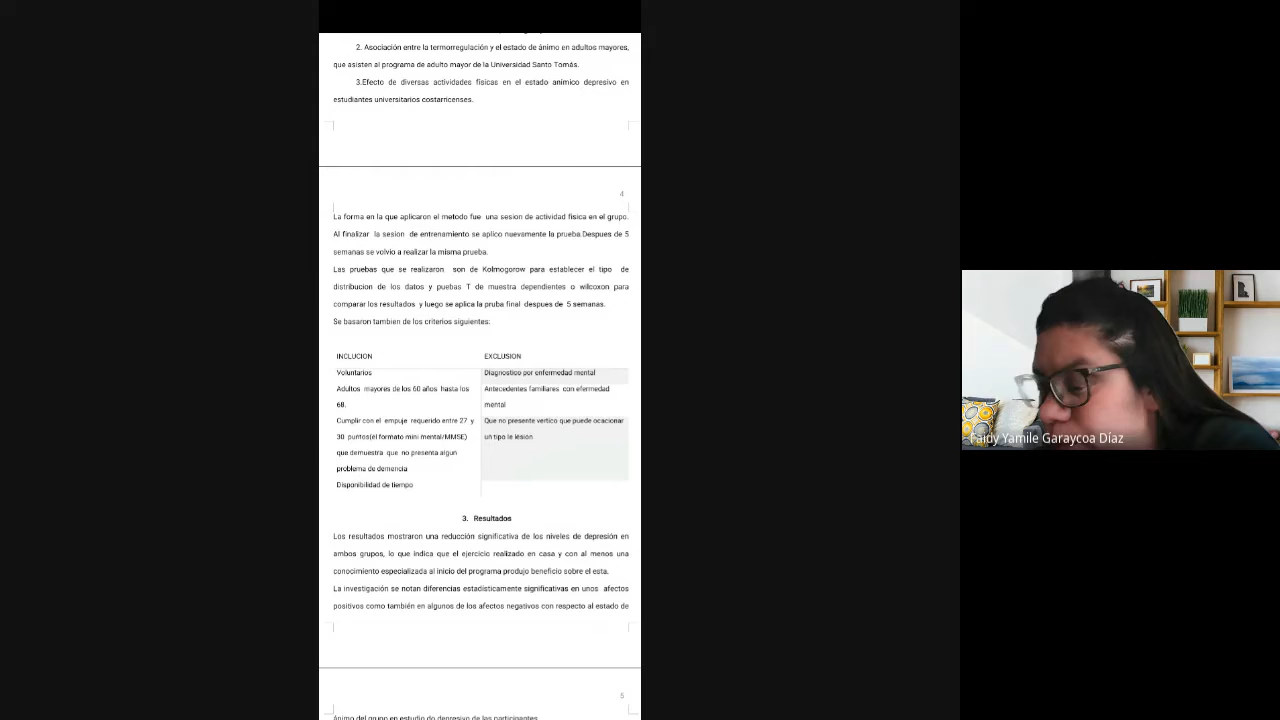 2. Asociación entre la termorregulación y el estado de ánimo en adultos mayores,
que asisten al programa de adulto mayor de la Universidad Santo Tomás.
3.Efecto de diversas actividades físicas en el estado anímico depresivo en
estudiantes universitarios costarricenses.
4
La forma en la que aplicaron el metodo fue una sesion de actividad fisica en el grupo.
Al finalizar la sesion de entrenamiento se aplico nuevamente la prueba.Despues de 5
semanas se volvio a realizar la misma prueba.
Las pruebas que se realizaron son de Kolmogorow para establecer el tipo de
distribucion de los datos y puebas T de muestra dependientes o wilcoxon para
comparar los resultados y luego se aplica la pruba final despues de 5 semanas.
Se basaron tambien de los criterios siguientes:
INCLUCION EXCLUSION
Voluntarios Diagnostico por enfermedad mental
Adultos mayores de los 60 años hasta los Antecedentes familiares con efermedad
68. mental
Cumplir con el empuje requerido entre 27 y Que no presente vertico que puede ocacionar
30 puntos(el formato mini mental/MMSE) un tipo le lesion
que demuestra que no presenta algun
problema de demencia
Disponibilidad de tiempo
3. Resultados
Los resultados mostraron una reducción significativa de los niveles de depresión en
ambos grupos, lo que indica que el ejercicio realizado en casa y con al menos una
conocimiento especializada al inicio del programa produjo beneficio sobre el esta.
La investigación se notan diferencias estadísticamente significativas en unos afectos
positivos como también en algunos de los afectos negativos con respecto al estado de
5
Animo del grupo en estudio do depresivo de las participantes
Yamile Garaycoa Díaz